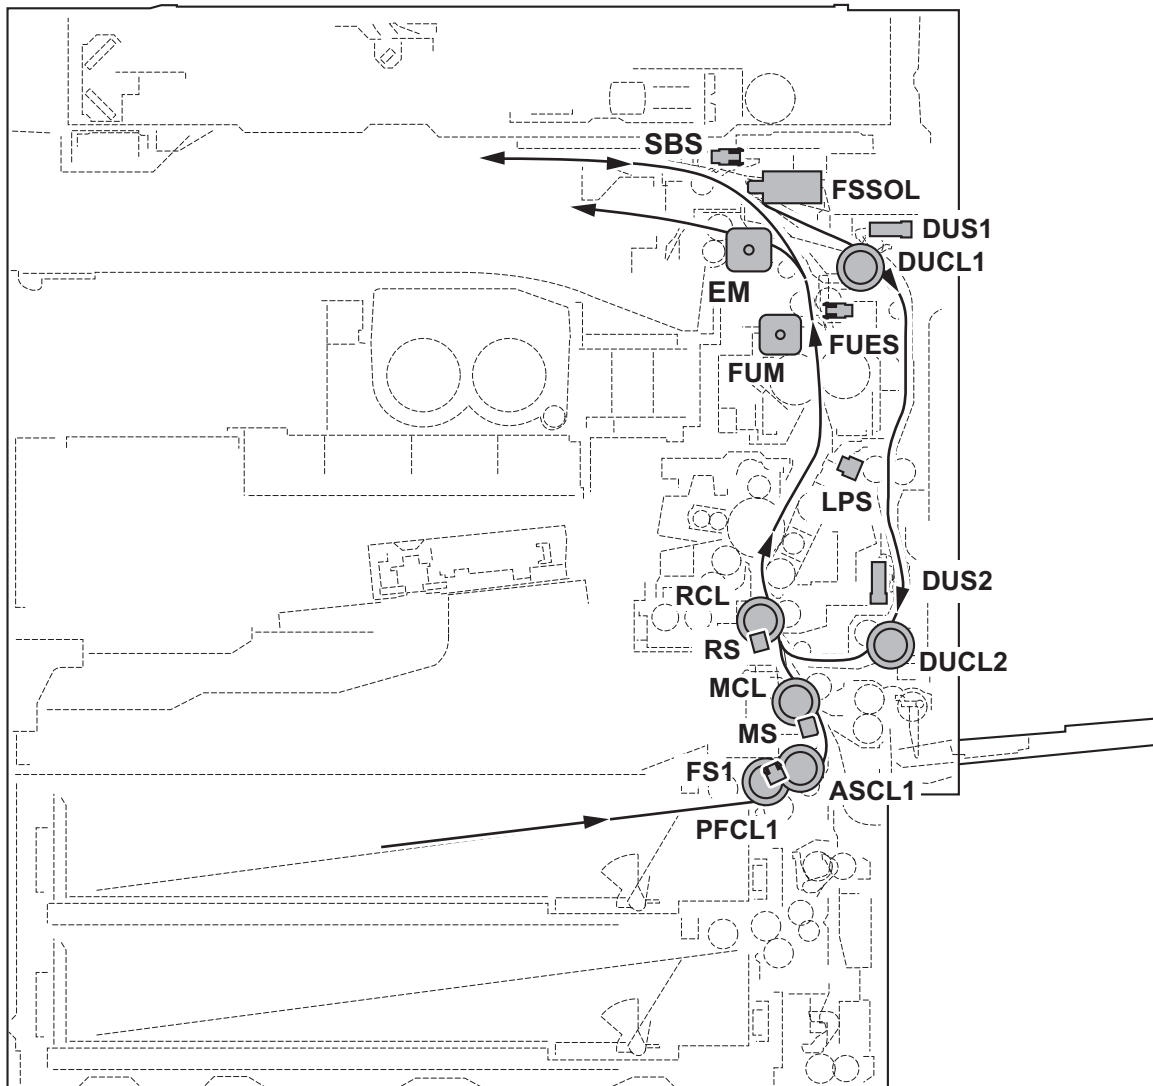 SBS
FSSOL
DUS1
DUCL1
EM
FUES
FUM
LPS
DUS2
RCL
RS
DUCL2
MCL
MS
FS1
ASCL1
PFCL1